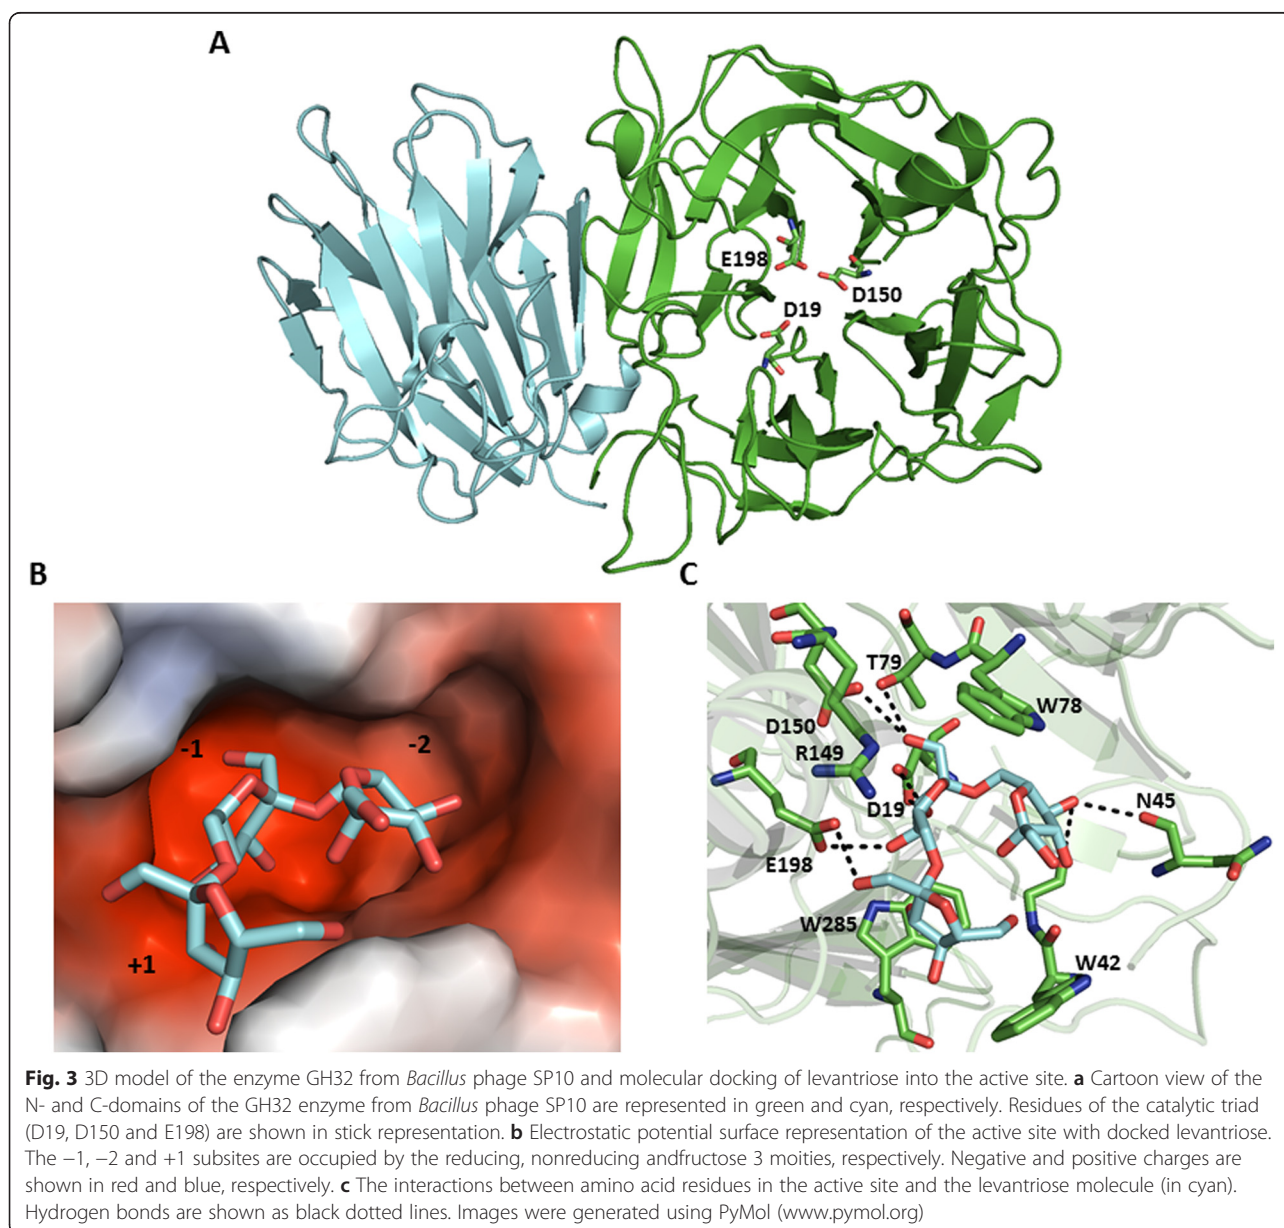 A
E198
D150
D19
B
C
-1
-2
+1
T79
W78
D150
R149
D19
N45
E198
W285
W42
Fig. 3 3D model of the enzyme GH32 from Bacillus phage SP10 and molecular docking of levantriose into the active site. a Cartoon view of the
N- and C-domains of the GH32 enzyme from Bacillus phage SP10 are represented in green and cyan, respectively. Residues of the catalytic triad
(D19, D150 and E198) are shown in stick representation. b Electrostatic potential surface representation of the active site with docked levantriose.
The −1, −2 and +1 subsites are occupied by the reducing, nonreducing andfructose 3 moities, respectively. Negative and positive charges are
shown in red and blue, respectively. c The interactions between amino acid residues in the active site and the levantriose molecule (in cyan).
Hydrogen bonds are shown as black dotted lines. Images were generated using PyMol (www.pymol.org)